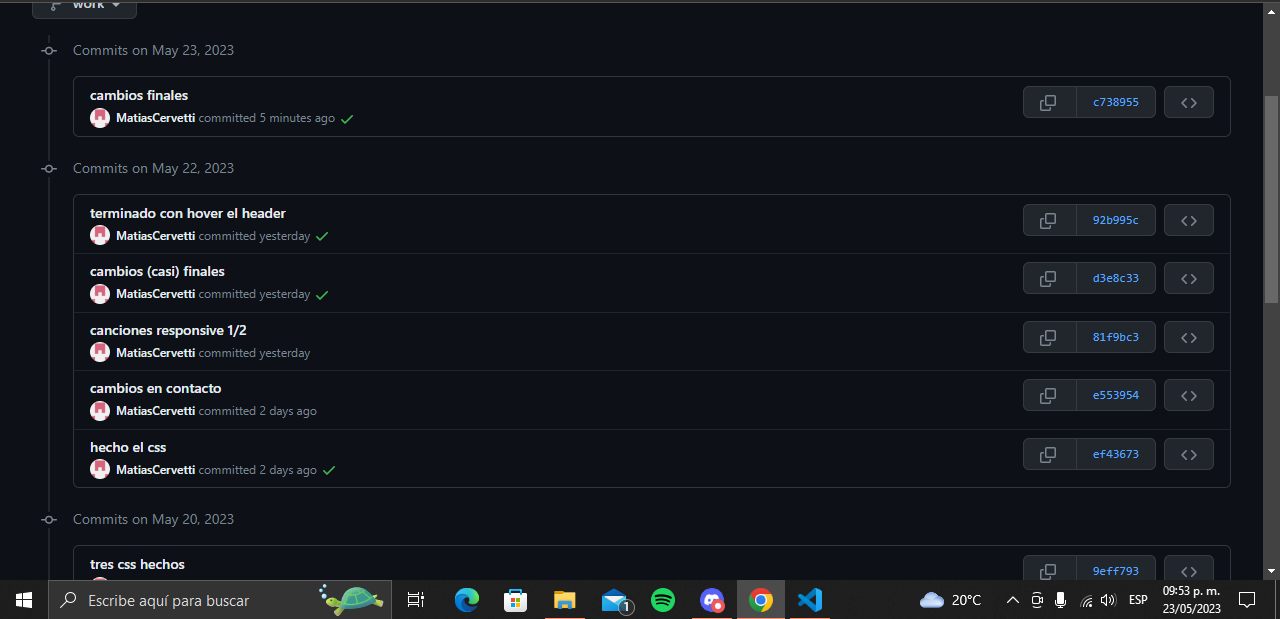 work
Commits on May 23, 2023
cambios finales
c738955
MatiasCervetti committed 5 minutes ago
Commits on May 22, 2023
terminado con hover el header
92b995c
MatiasCervetti committed yesterday
cambios (casi) finales
d3e8c33
MatiasCervetti committed yesterday
canciones responsive 1/2
81f9bc3
MatiasCervetti committed yesterday
cambios en contacto
e553954
MatiasCervetti committed 2 days ago
hecho el css
ef43673
MatiasCervetti committed 2 days ago
Commits on May 20, 2023
tres css hechos
9eff793
Escribe aquí para buscar
1
20°C
ESP
09:53 p. m.
23/05/2023